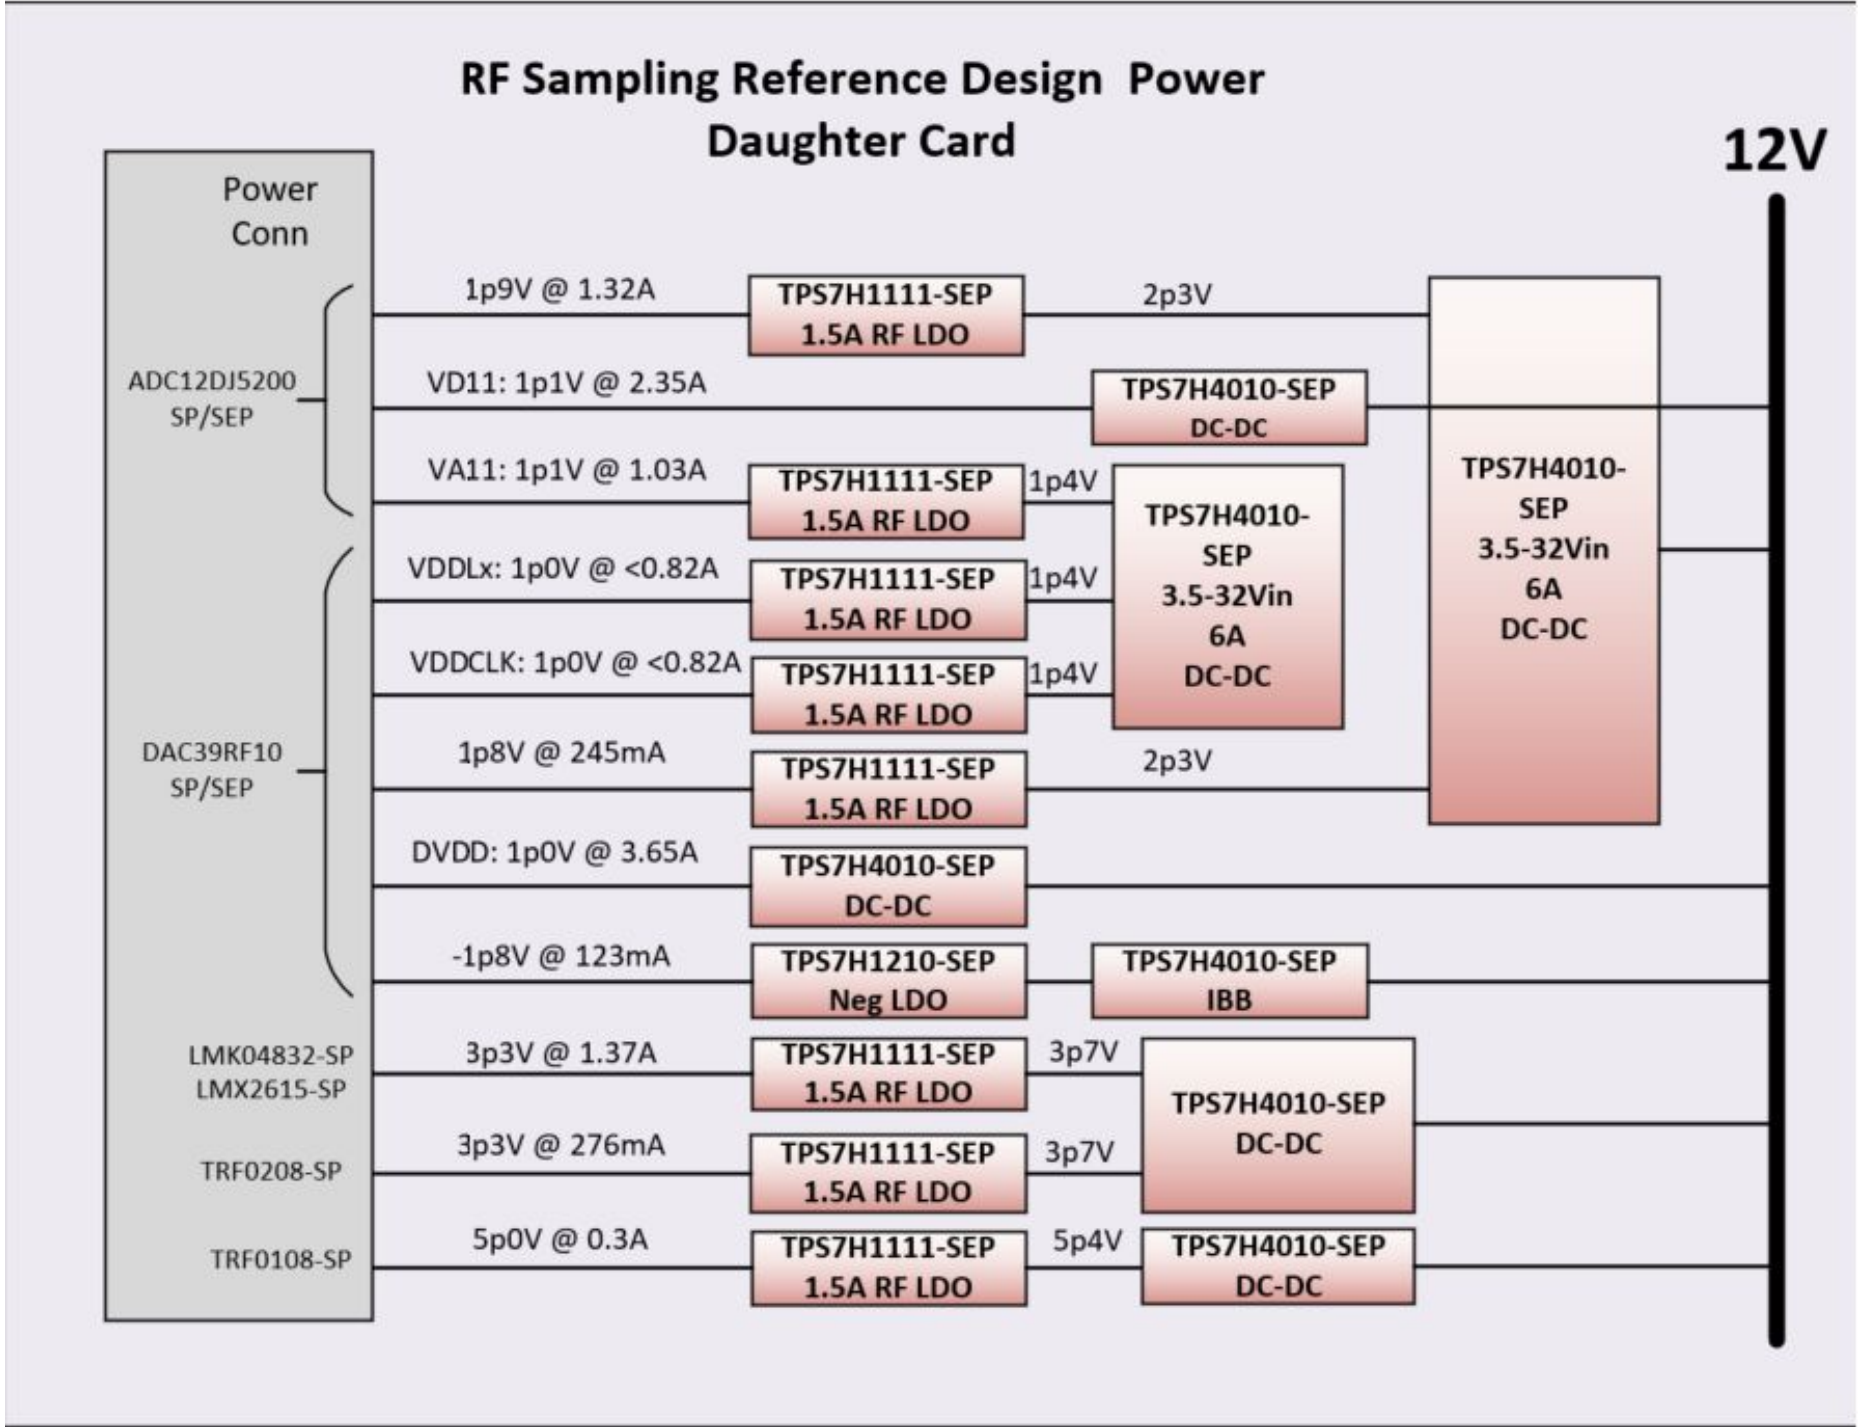 RF Sampling Reference Design  Power
Daughter Card
12V
Power
Conn
1p9V @ 1.32A
TPS7H1111-SEP
1.5A RF LDO
2p3V
ADC12DJ5200
SP/SEP
VD11: 1p1V @ 2.35A
TPS7H4010-SEP
DC-DC
VA11: 1p1V @ 1.03A
TPS7H1111-SEP
1.5A RF LDO
1p4V
TPS7H4010-
SEP
3.5-32Vin
6A
DC-DC
TPS7H4010-
SEP
3.5-32Vin
6A
DC-DC
VDDLx: 1p0V @ <0.82A
TPS7H1111-SEP
1.5A RF LDO
1p4V
VDDCLK: 1p0V @ <0.82A
TPS7H1111-SEP
1.5A RF LDO
1p4V
DAC39RF10
SP/SEP
1p8V @ 245mA
TPS7H1111-SEP
1.5A RF LDO
2p3V
DVDD: 1p0V @ 3.65A
TPS7H4010-SEP
DC-DC
-1p8V @ 123mA
TPS7H1210-SEP
Neg LDO
TPS7H4010-SEP
IBB
LMK04832-SP
LMX2615-SP
3p3V @ 1.37A
TPS7H1111-SEP
1.5A RF LDO
3p7V
TPS7H4010-SEP
DC-DC
TRF0208-SP
3p3V @ 276mA
TPS7H1111-SEP
1.5A RF LDO
3p7V
TRF0108-SP
5p0V @ 0.3A
TPS7H1111-SEP
1.5A RF LDO
5p4V
TPS7H4010-SEP
DC-DC